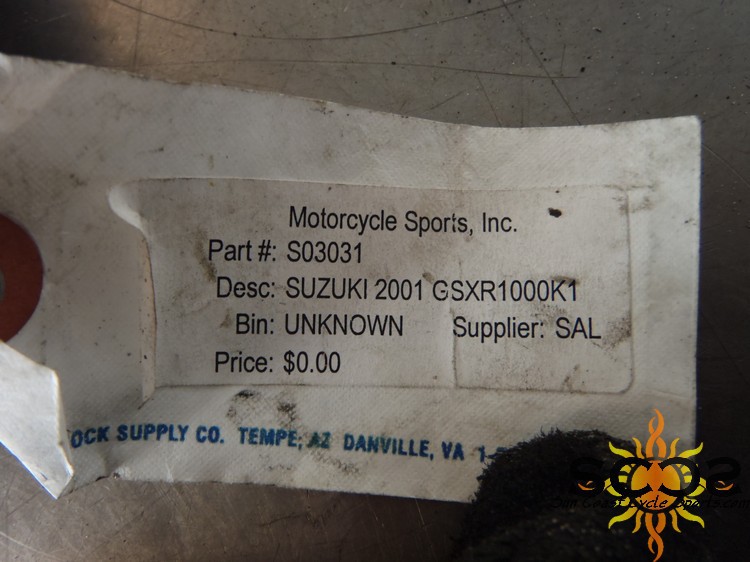 Motorcycle Sports, Inc.
Part #: S03031
Desc: SUZUKI 2001 GSXR1000K1
Bin: UNKNOWN Supplier: SAL
Price: $0.00
OCK SUPPLY CO. TEMPE, AZ DANVILLE, VA 1-